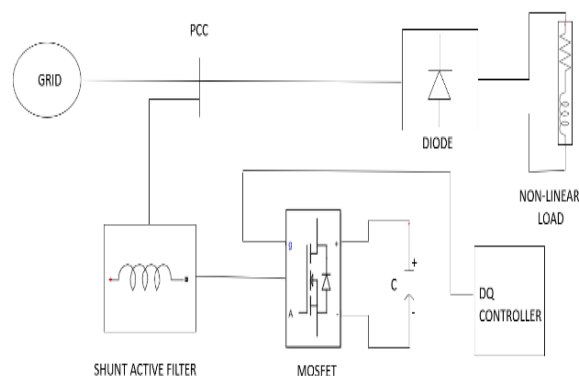 PCC
GRID
DIODE
NON-LINEAR
LOAD
g
+
+
C
A
-
-
DQ
CONTROLLER
SHUNT ACTIVE FILTER
MOSFET